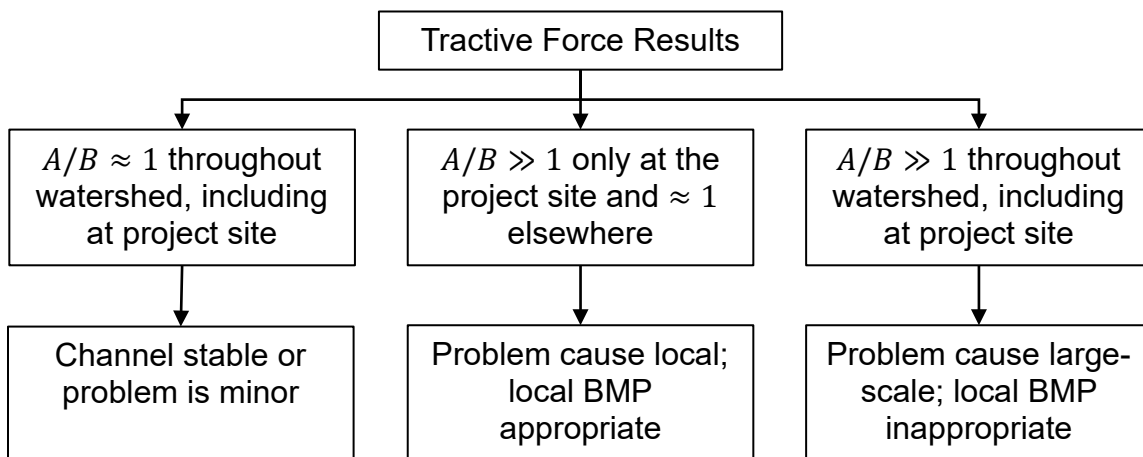 Tractive Force Results
A/B ≈ 1 throughout
watershed, including
at project site
A/B ≫ 1 only at the
project site and ≈ 1
elsewhere
A/B ≫ 1 throughout
watershed, including
at project site
Channel stable or
problem is minor
Problem cause local;
local BMP
appropriate
Problem cause large-
scale; local BMP
inappropriate